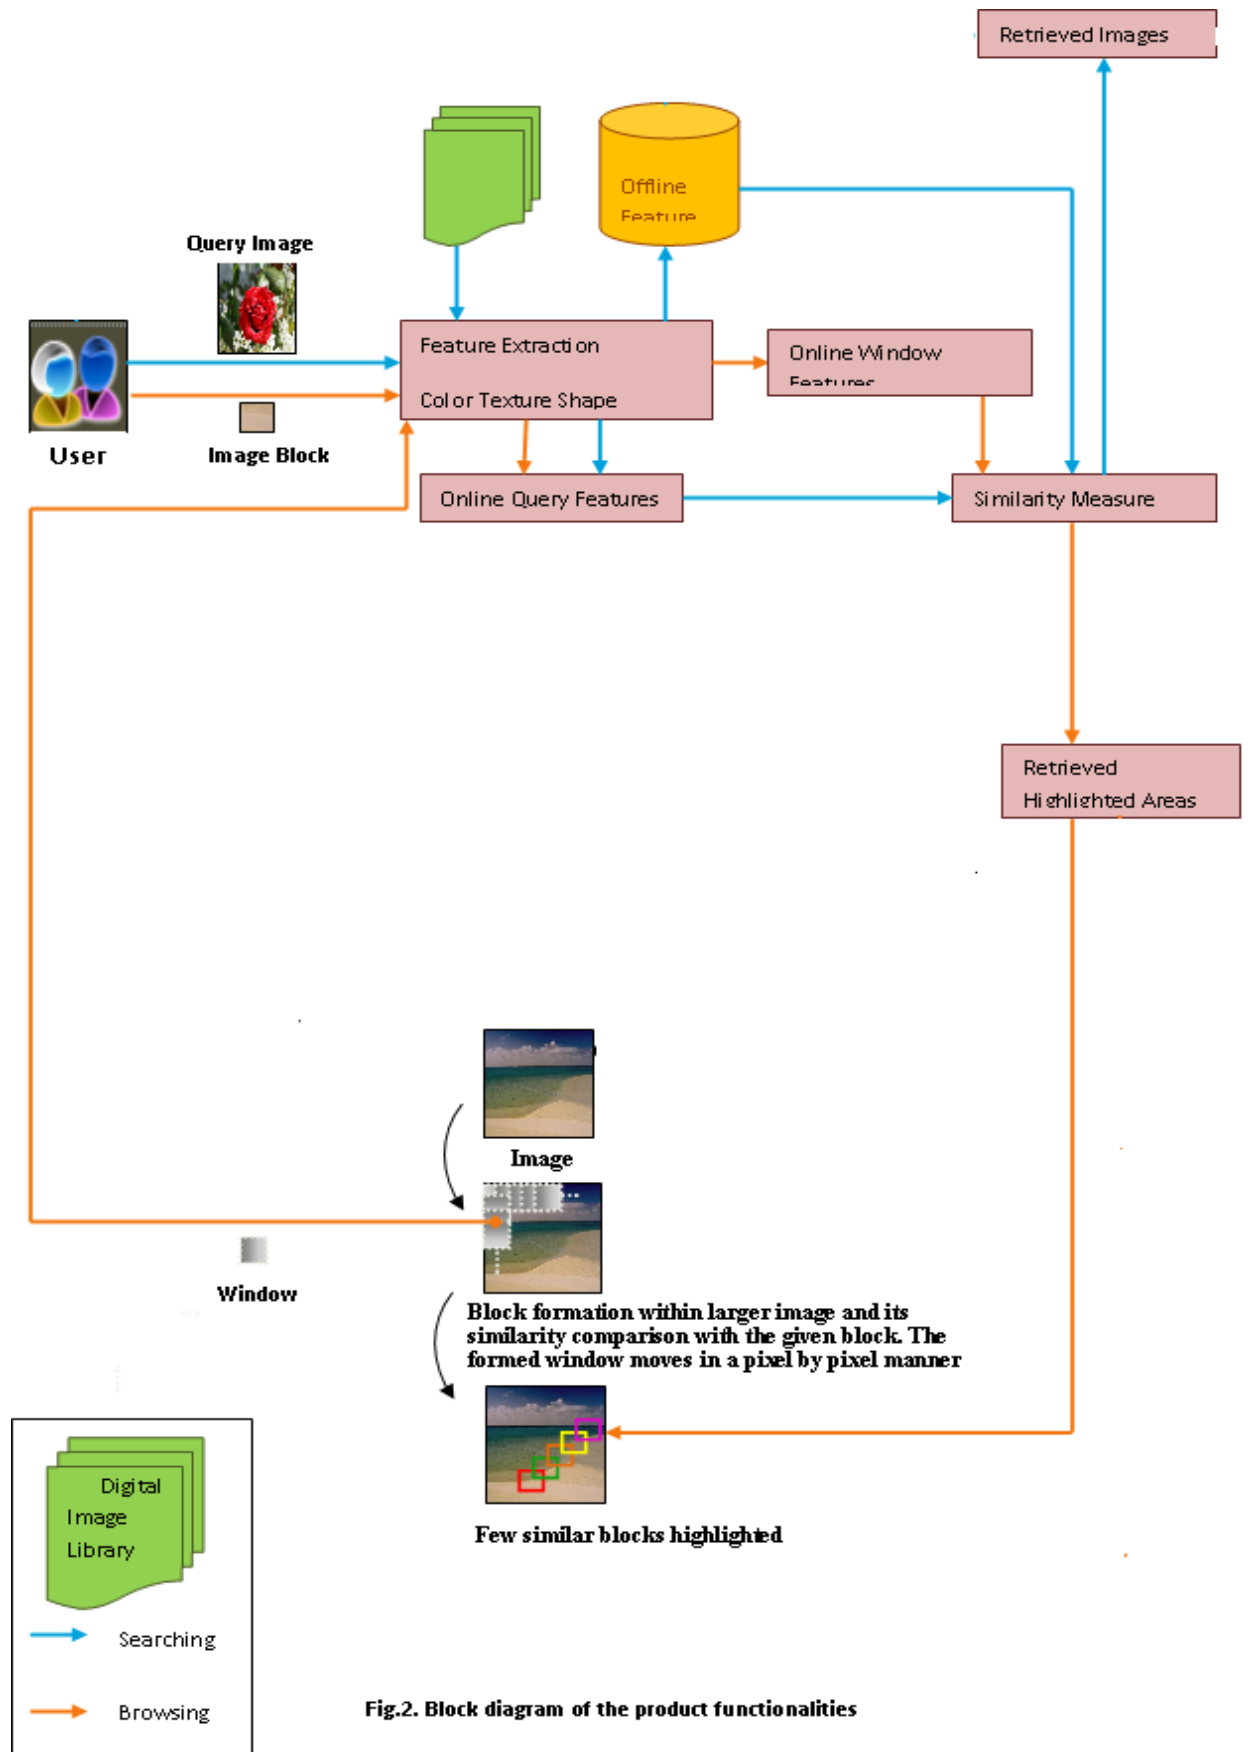 Retrieved Images
Offline
Feature
Query Image
Feature Extraction
Color Texture Shape
Online Window
Features
User
Image Block
Online Query Features
Similarity Measure
Retrieved
Highlighted Areas
Image
Window
Block formation within larger image and its
similarity comparison with the given block. The
formed window moves in a pixel by pixel manner
Few similar blocks highlighted
Digital
Image
Library
Searching
Browsing
Fig.2. Block diagram of the product functionalities